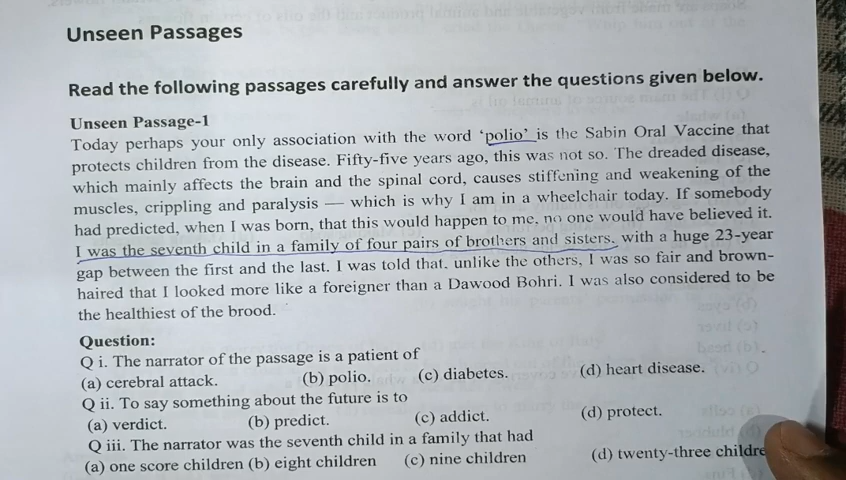 Unseen Passages
Read the following passages carefully and answer the questions given below.
Unseen Passage-1
Today perhaps your only association with the word ‘polio’ is the Sabin Oral Vaccine that
protects children from the disease. Fifty-five years ago, this was not so. The dreaded disease,
which mainly affects the brain and the spinal cord, causes stiffening and weakening of the
muscles, crippling and paralysis — which is why I am in a wheelchair today. If somebody
had predicted, when I was born, that this would happen to me, no one would have believed it.
I was the seventh child in a family of four pairs of brothers and sisters, with a huge 23-year
gap between the first and the last. I was told that, unlike the others, I was so fair and brown-
haired that I looked more like a foreigner than a Dawood Bohri. I was also considered to be
the healthiest of the brood.
Question:
Q i. The narrator of the passage is a patient of
(a) cerebral attack. (b) polio. (c) diabetes. (d) heart disease.
Q ii. To say something about the future is to
(a) verdict. (b) predict. (c) addict. (d) protect.
Q iii. The narrator was the seventh child in a family that had
(a) one score children (b) eight children (c) nine children (d) twenty-three childre